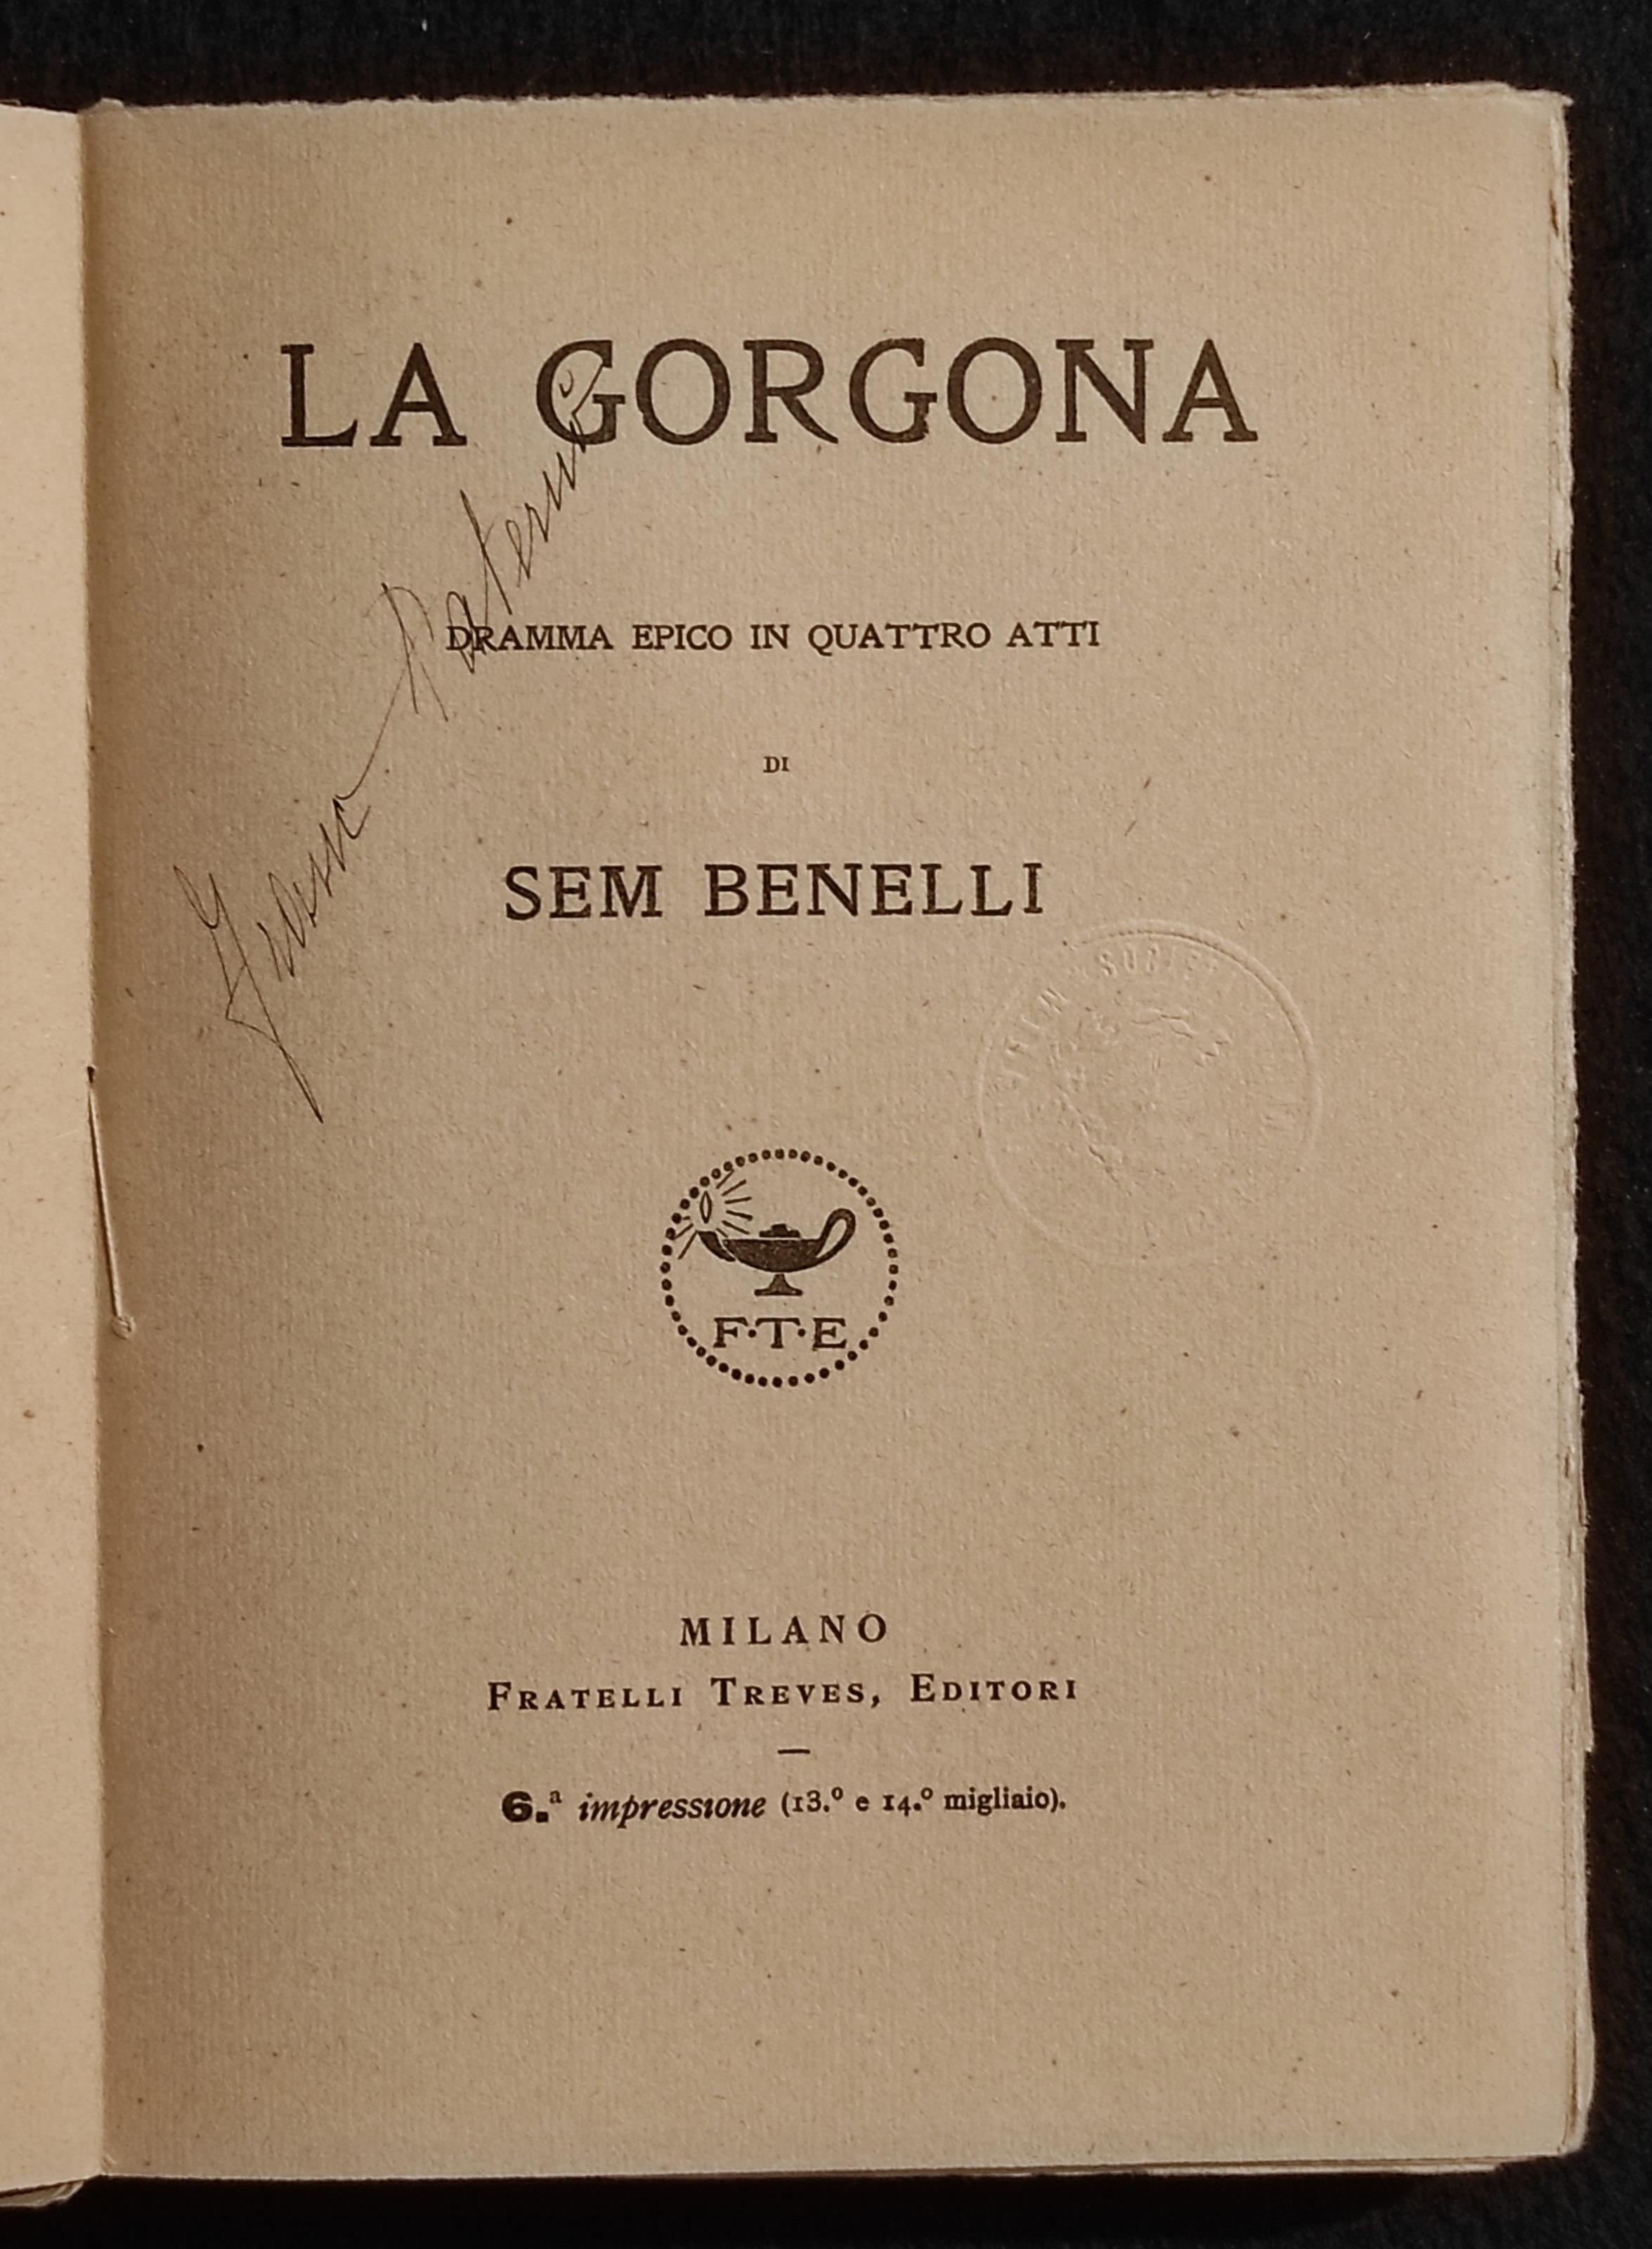 LA GORGONA
DRAMMA EPICO IN QUATTRO ATTI
DI
SEM BENELLI
F·T·E
MILANO
FRATELLI TREVES, EDITORI
6.ª impressione (13.º e 14.º migliaio).